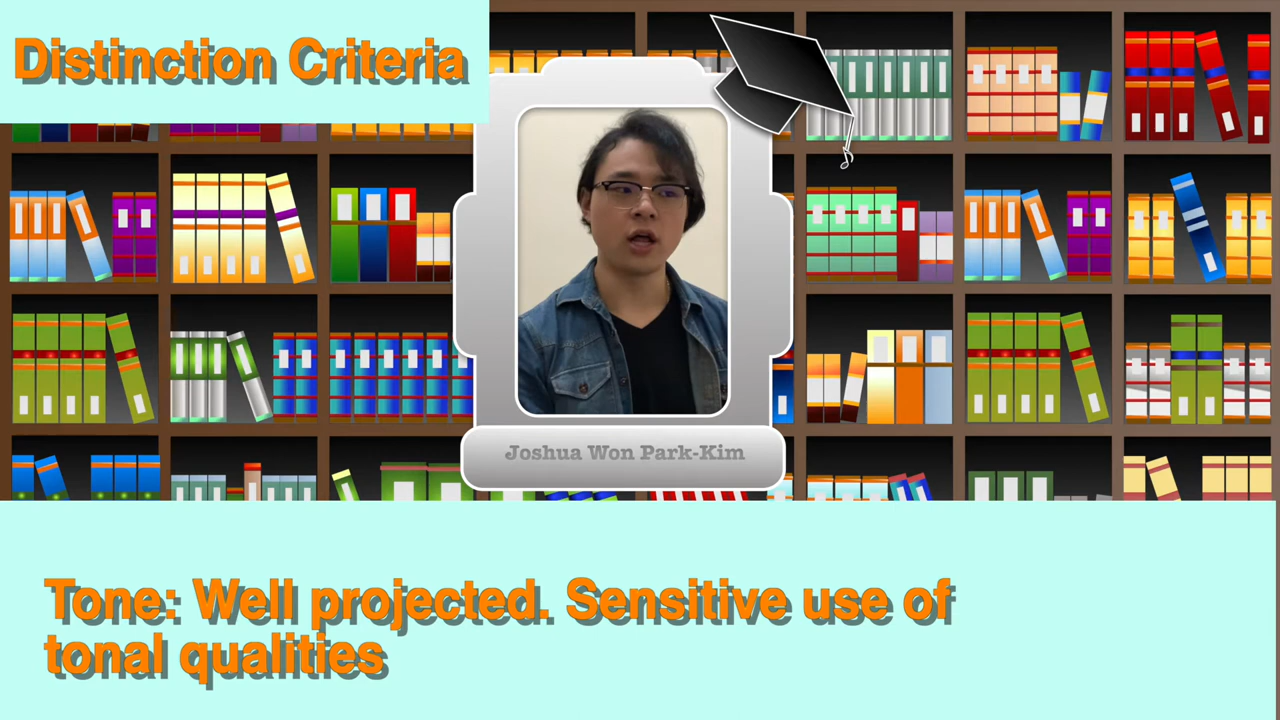 Distinction Criteria
Joshua Won Park-Kim
Tone: Well projected. Sensitive use of
tonal qualities